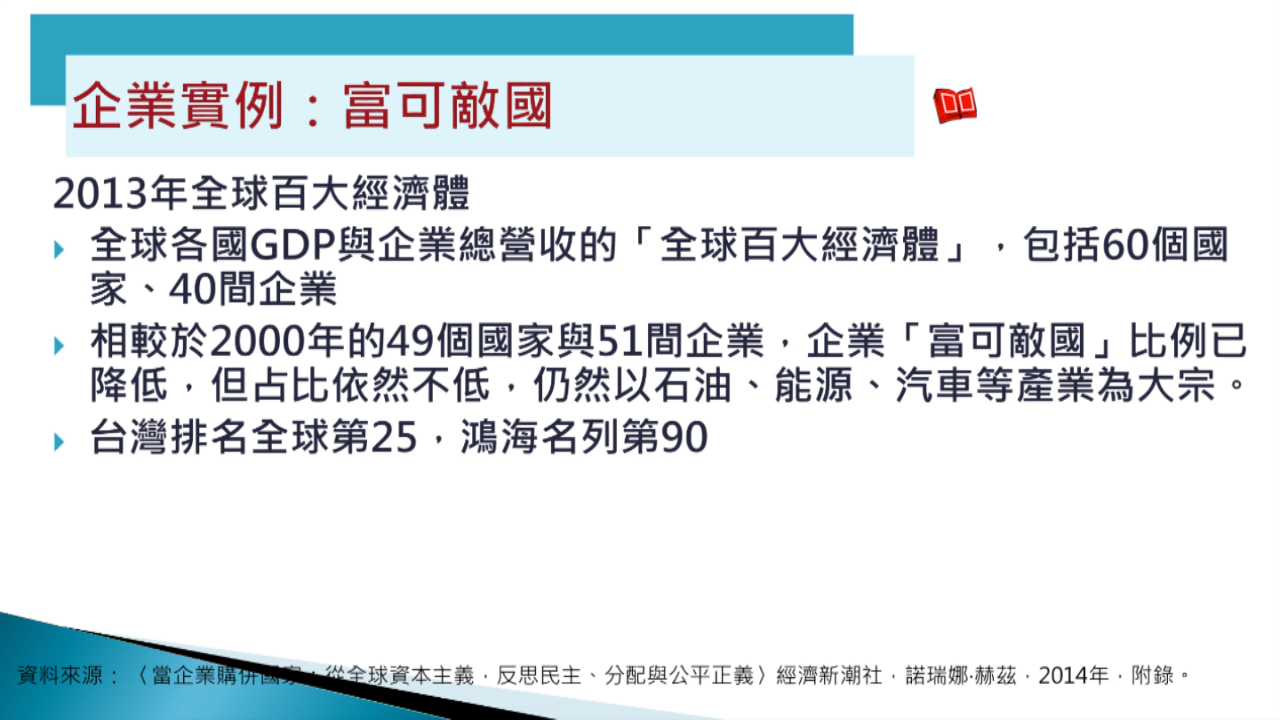 企業實例：富可敵國
2013年全球百大經濟體
全球各國GDP與企業總營收的「全球百大經濟體」，包括60個國
家、40間企業
相較於2000年的49個國家與51間企業，企業「富可敵國」比例已
降低，但占比依然不低，仍然以石油、能源、汽車等產業為大宗。
台灣排名全球第25，鴻海名列第90
資料來源：〈當企業購併國家：從全球資本主義，反思民主、分配與公平正義〉經濟新潮社，諾瑞娜·赫茲，2014年，附錄。